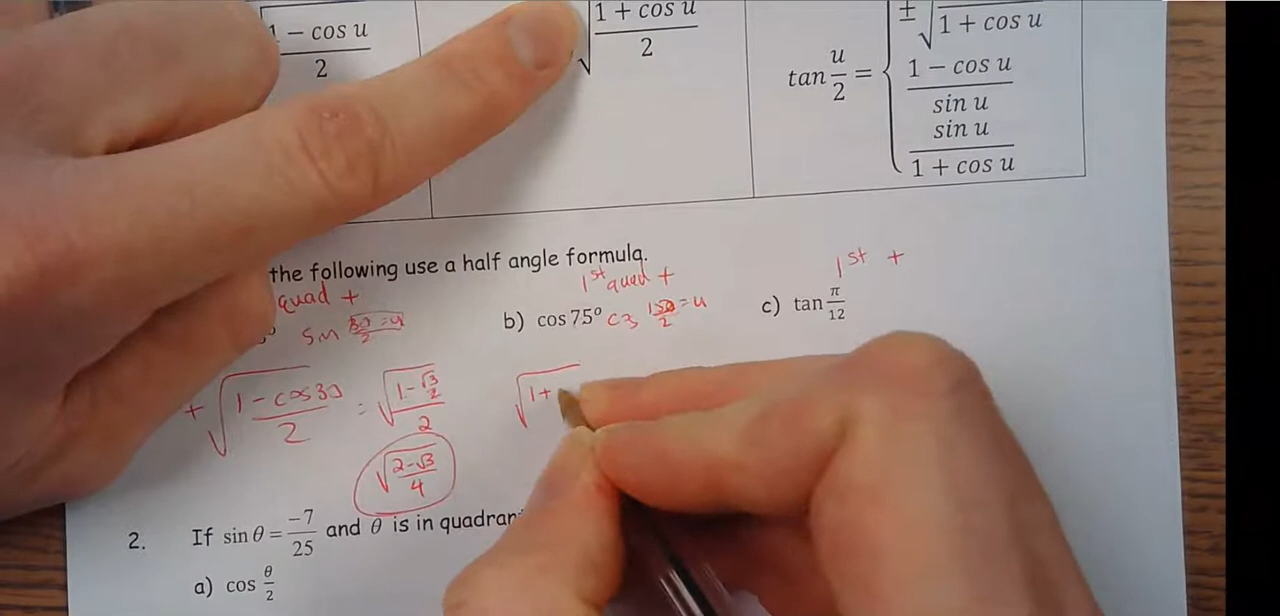 1 − cos u
2
1 + cos u
2
tan u/2 =
±√ 1 + cos u
1 − cos u
sin u
sin u
1 + cos u
the following use a half angle formula.
quad +
1st quad +
1st +
sin 30/2 = u
b) cos 75° 150/2 = u
c) tan π/12
+ √(1 - cos 30 / 2) = √(1 - √3/2 / 2)
√(2 - √3 / 4)
√ 1 +
2. If sin θ = −7/25 and θ is in
a) cos θ/2